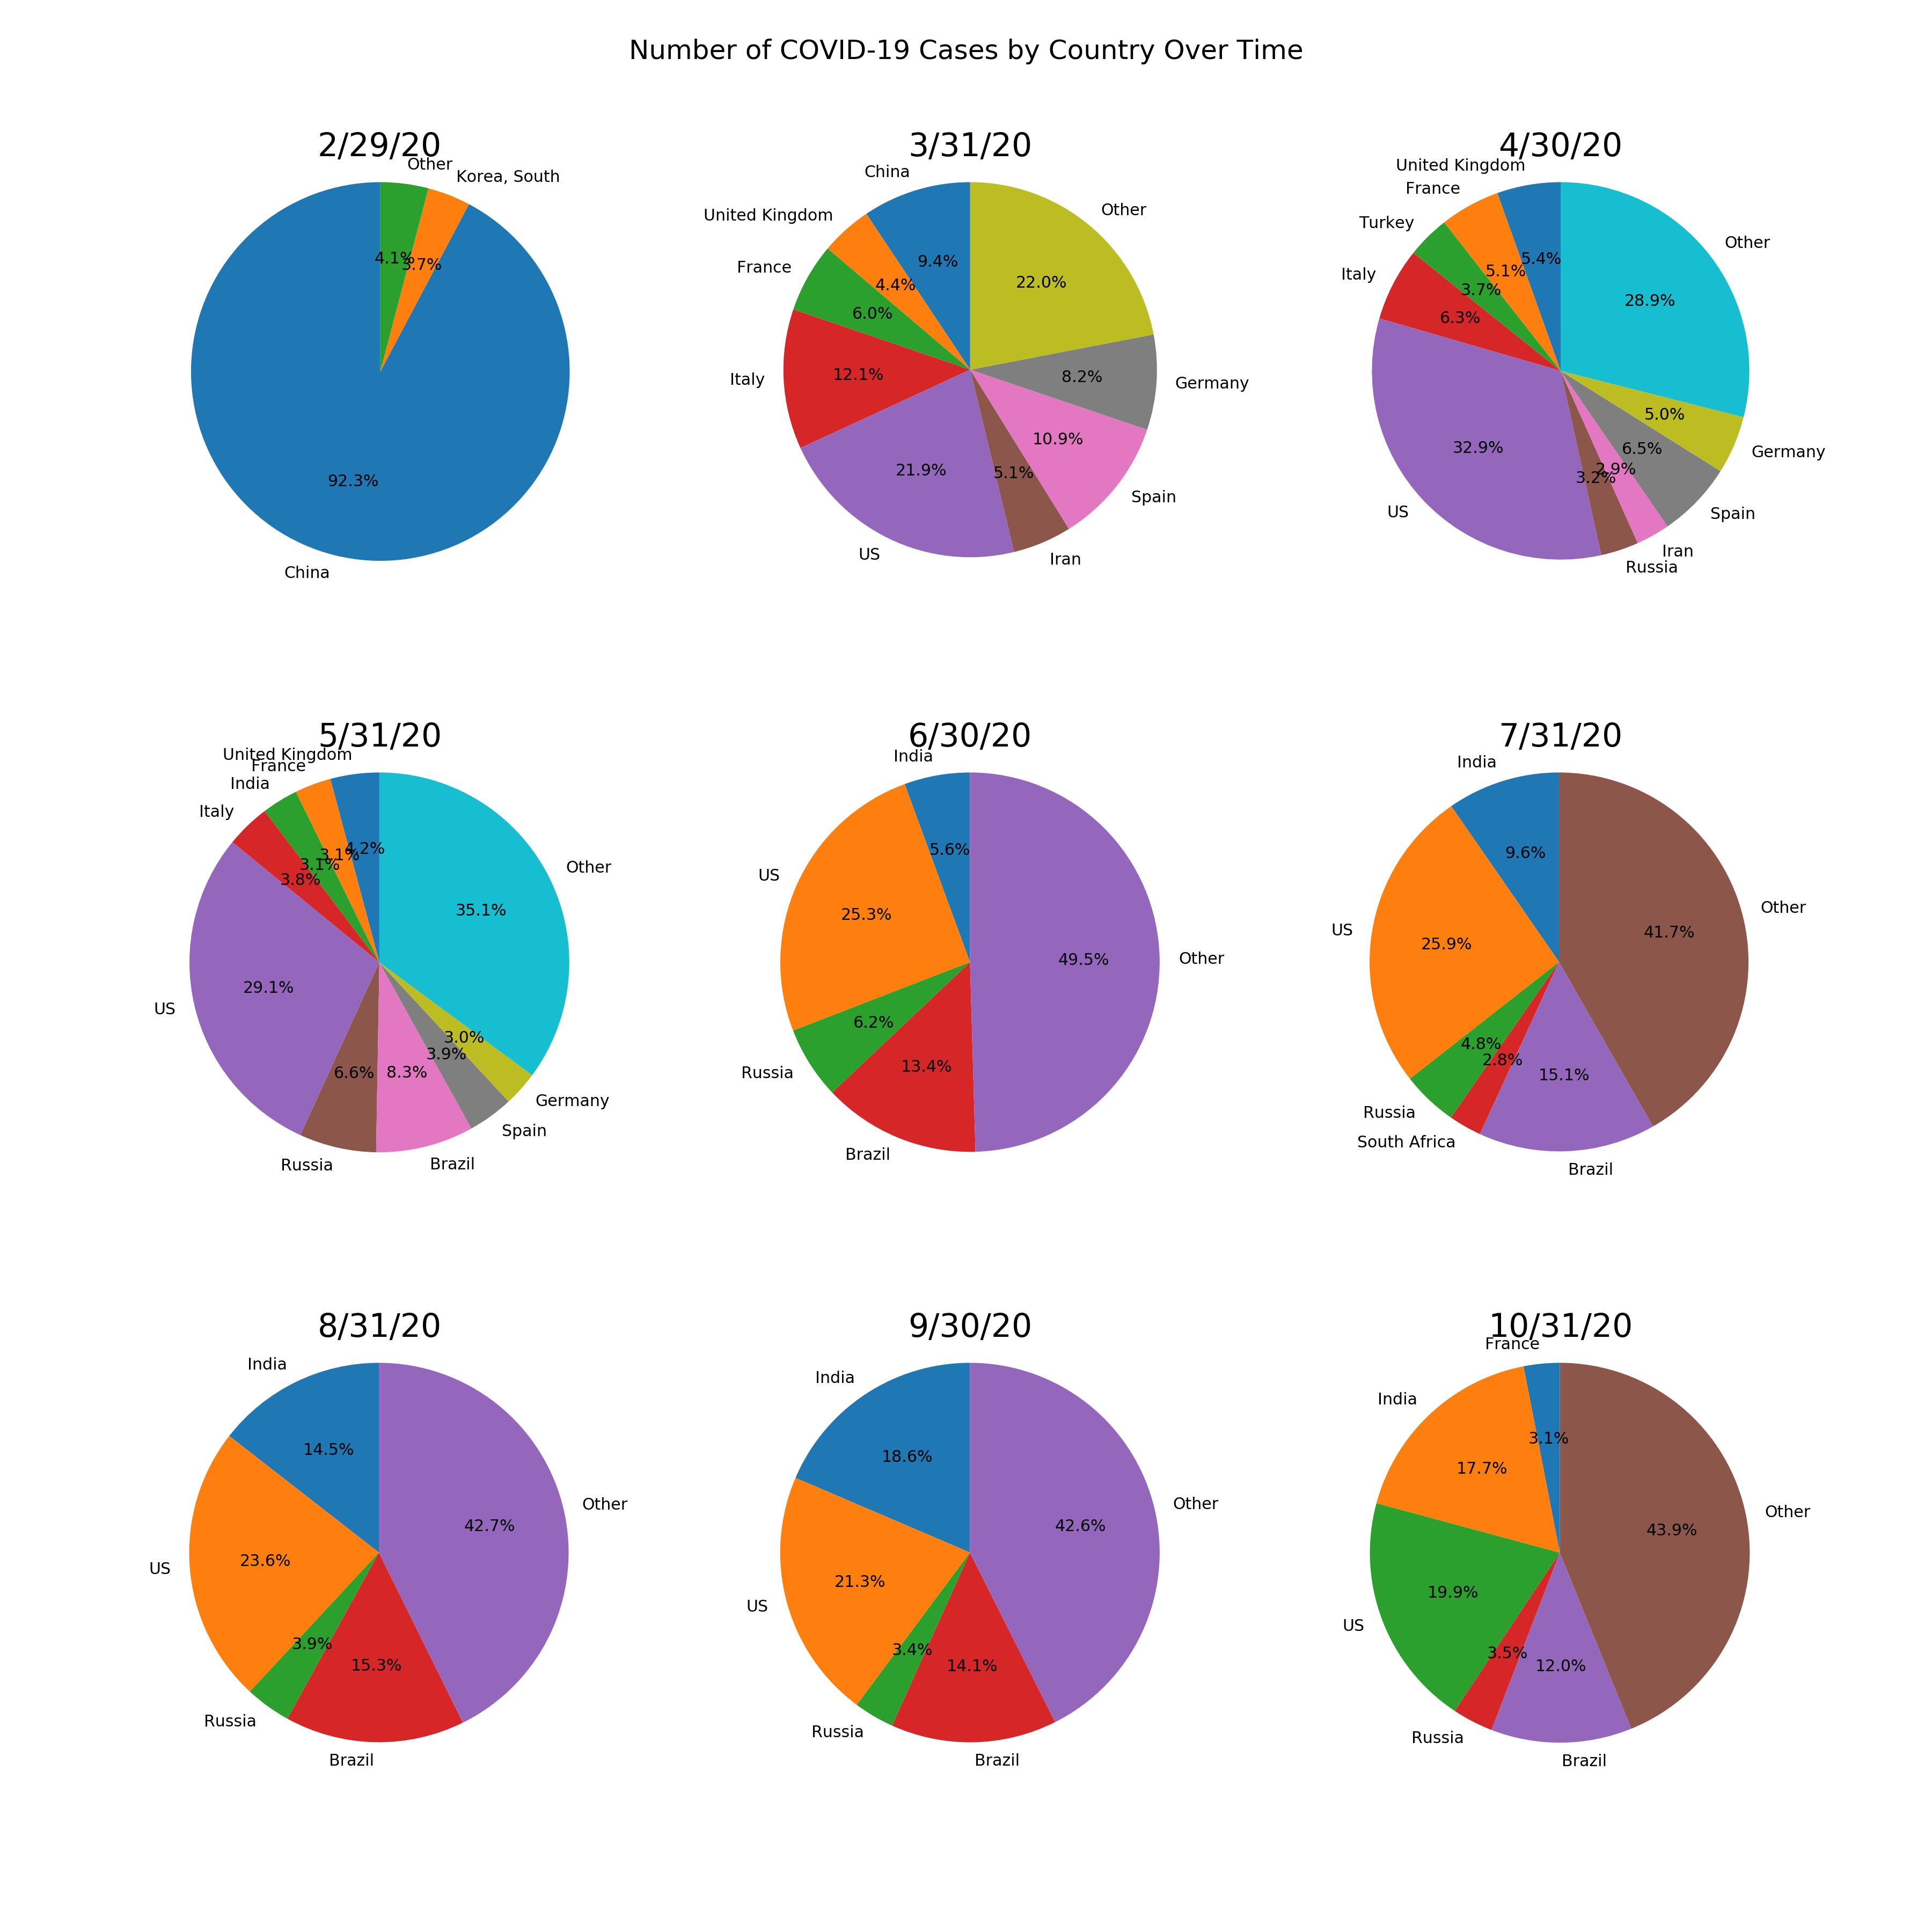 Number of COVID-19 Cases by Country Over Time
2/29/20
Other
Korea, South
4.1%
3.7%
92.3%
China
3/31/20
China
Other
United Kingdom
France
9.4%
22.0%
4.4%
6.0%
Italy
12.1%
8.2%
Germany
10.9%
21.9%
5.1%
Spain
US
Iran
4/30/20
United Kingdom
France
Turkey
Other
Italy
5.4%
5.1%
3.7%
28.9%
6.3%
5.0%
32.9%
6.5%
Germany
2.9%
3.2%
US
Spain
Iran
Russia
5/31/20
United Kingdom
France
India
Italy
4.2%
3.1%
3.1%
3.8%
Other
35.1%
29.1%
US
3.0%
3.9%
6.6%
8.3%
Germany
Spain
Russia
Brazil
6/30/20
India
5.6%
US
25.3%
49.5%
Other
6.2%
Russia
13.4%
Brazil
7/31/20
India
9.6%
Other
US
25.9%
41.7%
4.8%
2.8%
15.1%
Russia
South Africa
Brazil
8/31/20
India
14.5%
Other
42.7%
23.6%
US
3.9%
15.3%
Russia
Brazil
9/30/20
India
18.6%
Other
42.6%
21.3%
US
3.4%
14.1%
Russia
Brazil
10/31/20
France
India
3.1%
17.7%
Other
43.9%
19.9%
US
3.5%
12.0%
Russia
Brazil